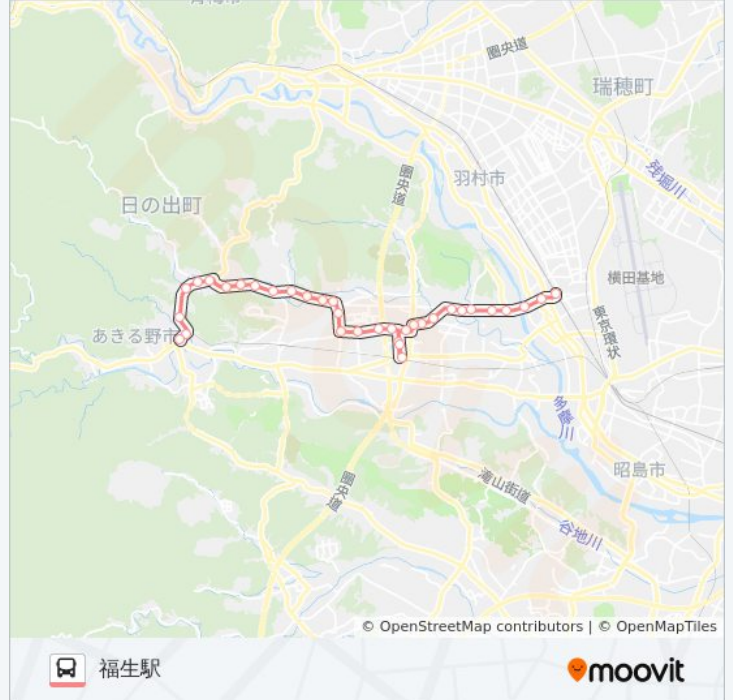 青梅市
圏央道
瑞穂町
羽村市
残堀川
圏央道
日の出町
横田基地
東京環状
あきる野市
多摩川
昭島市
滝山街道
圏央道
谷地川
© OpenStreetMap contributors | © OpenMapTiles
福生駅
moovit